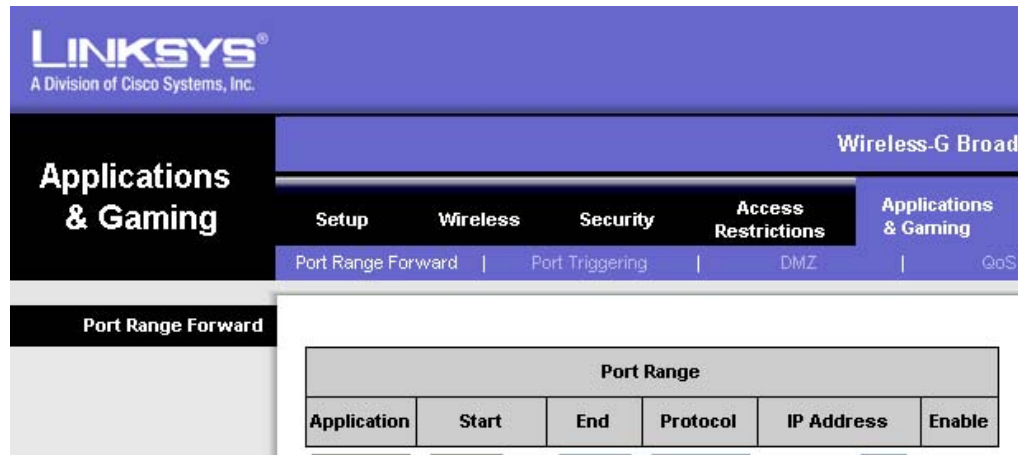 LINKSYS®
A Division of Cisco Systems, Inc.
Wireless-G Broad
Applications
& Gaming
Setup Wireless Security Access Restrictions Applications & Gaming
Port Range Forward | Port Triggering | DMZ | QoS
Port Range Forward
Port Range
Application Start End Protocol IP Address Enable